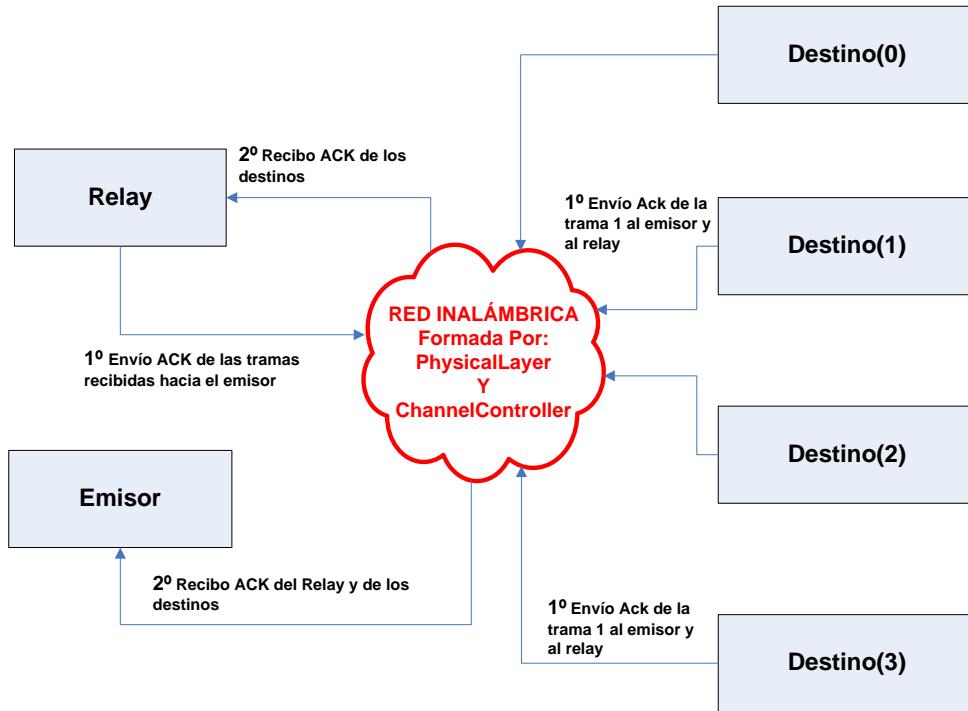 Destino(0)
2º Recibo ACK de los
destinos
Relay
1º Envío Ack de la
trama 1 al emisor y
al relay
Destino(1)
RED INALÁMBRICA
Formada Por:
PhysicalLayer
Y
ChannelController
1º Envío ACK de las tramas
recibidas hacia el emisor
Destino(2)
Emisor
2º Recibo ACK del Relay y de los
destinos
1º Envío Ack de la
trama 1 al emisor y
al relay
Destino(3)